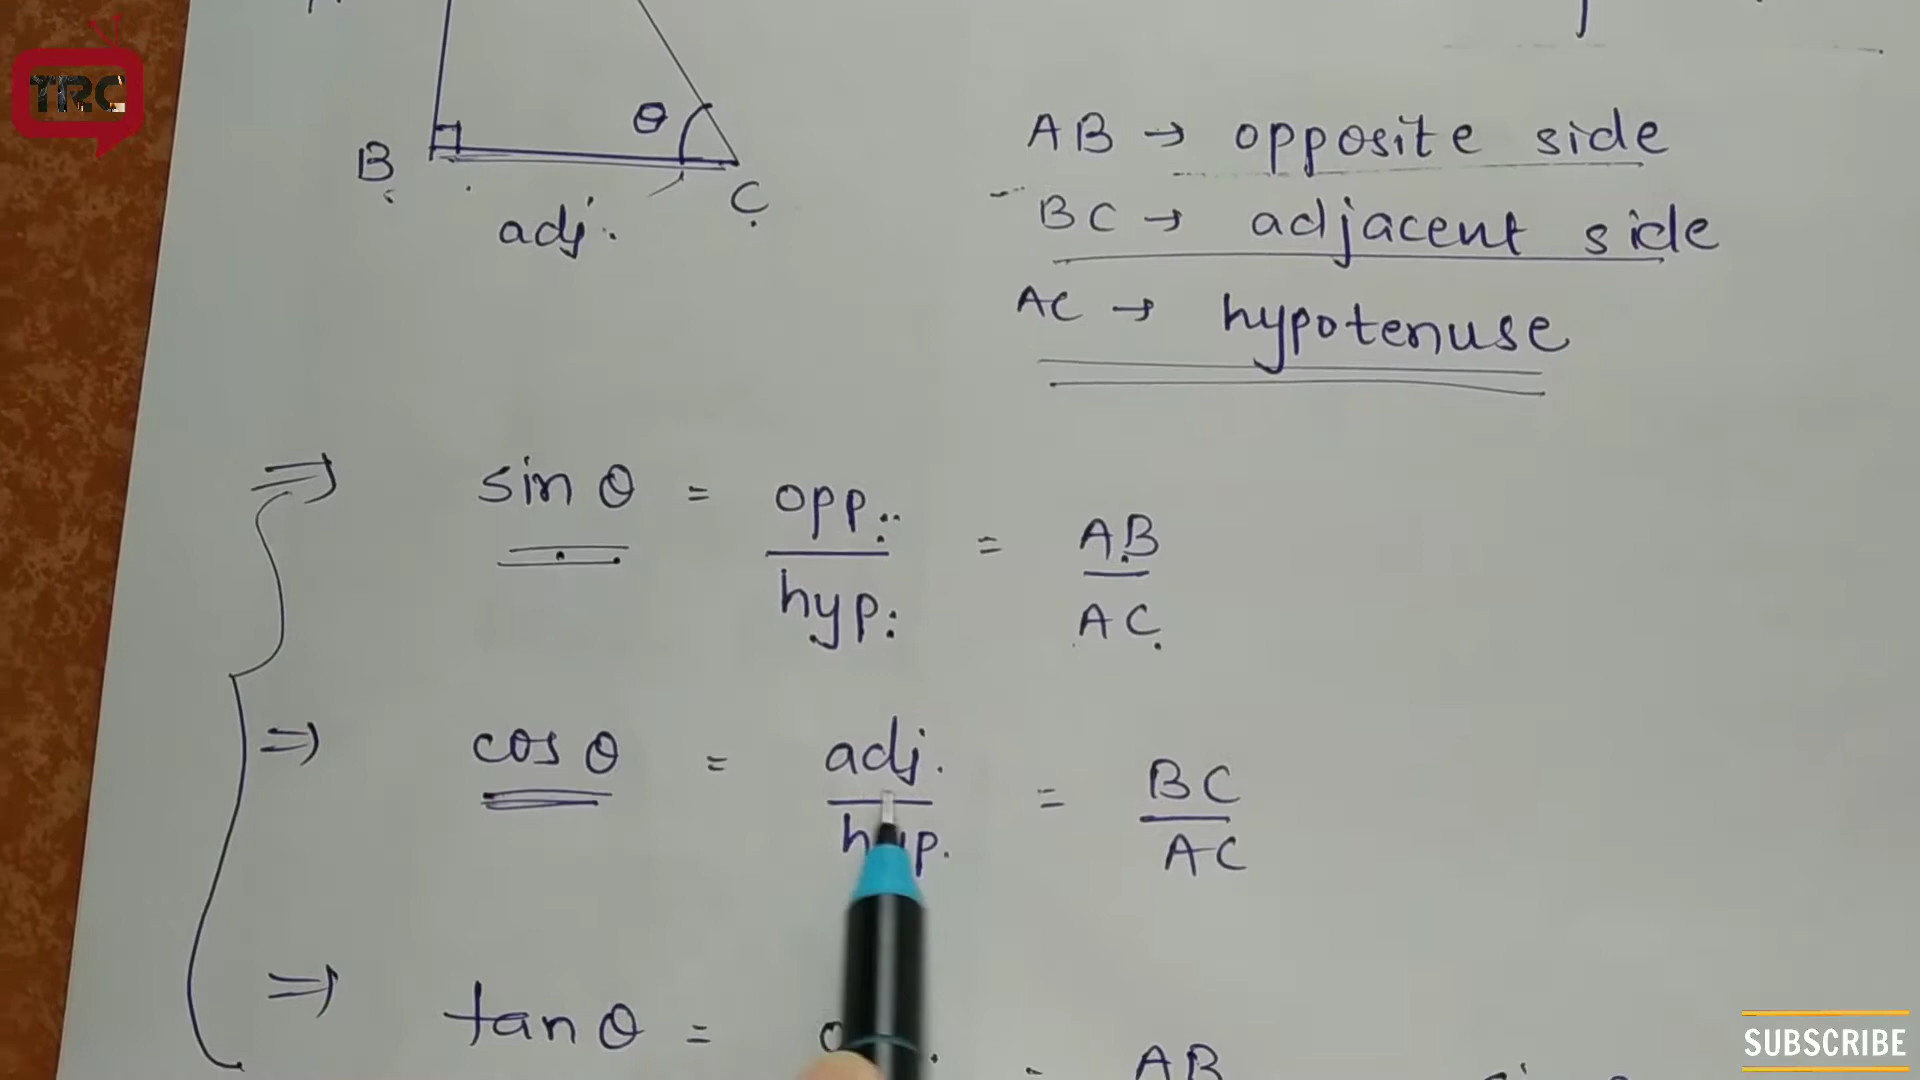 TRC
θ
B
C
adj.
AB → opposite side
BC → adjacent side
AC → hypotenuse
⇒ sin θ = opp. / hyp. = AB / AC
⇒ cos θ = adj. / hyp. = BC / AC
⇒ tan θ =
AB
SUBSCRIBE